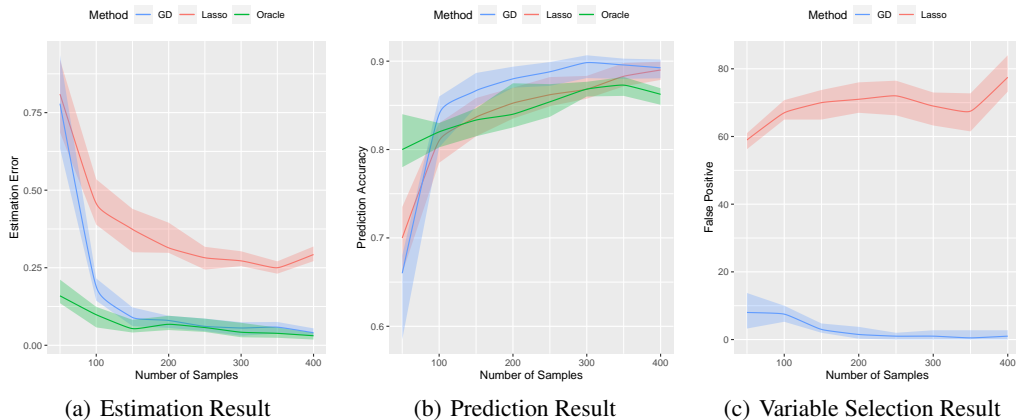 Method GD Lasso Oracle
Estimation Error
0.75
0.50
0.25
0.00
100 200 300 400
Number of Samples
(a) Estimation Result
Method GD Lasso Oracle
Prediction Accuracy
0.9
0.8
0.7
0.6
100 200 300 400
Number of Samples
(b) Prediction Result
Method GD Lasso
False Positive
80
60
40
20
0
100 200 300 400
Number of Samples
(c) Variable Selection Result